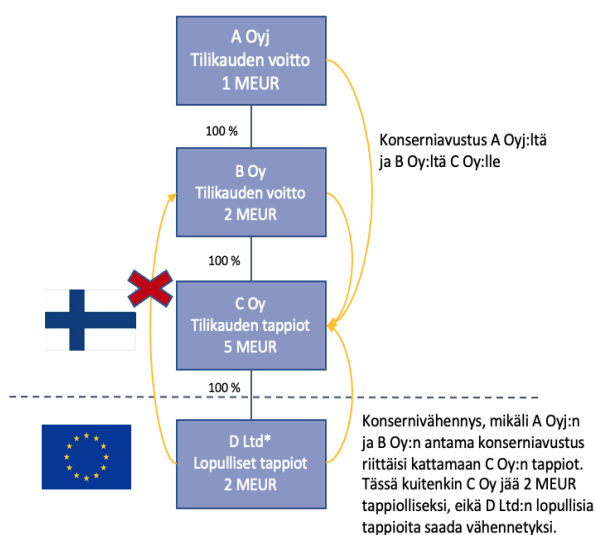 A Oyj
Tilikauden voitto
1 MEUR
100 %
Konserniavustus A Oyj:ltä
ja B Oy:ltä C Oy:lle
B Oy
Tilikauden voitto
2 MEUR
100 %
C Oy
Tilikauden tappiot
5 MEUR
100 %
D Ltd*
Lopulliset tappiot
2 MEUR
Konsernivähennys, mikäli A Oyj:n
ja B Oy:n antama konserniavustus
riittäisi kattamaan C Oy:n tappiot.
Tässä kuitenkin C Oy jää 2 MEUR
tappiolliseksi, eikä D Ltd:n lopullisia
tappioita saada vähennetyksi.